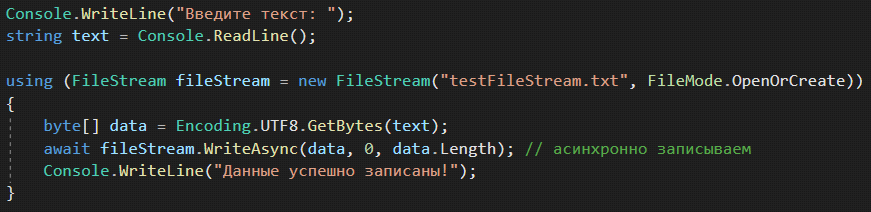 Console.WriteLine("Введите текст: ");
string text = Console.ReadLine();
using (FileStream fileStream = new FileStream("testFileStream.txt", FileMode.OpenOrCreate))
{
byte[] data = Encoding.UTF8.GetBytes(text);
await fileStream.WriteAsync(data, 0, data.Length); // асинхронно записываем
Console.WriteLine("Данные успешно записаны!");
}